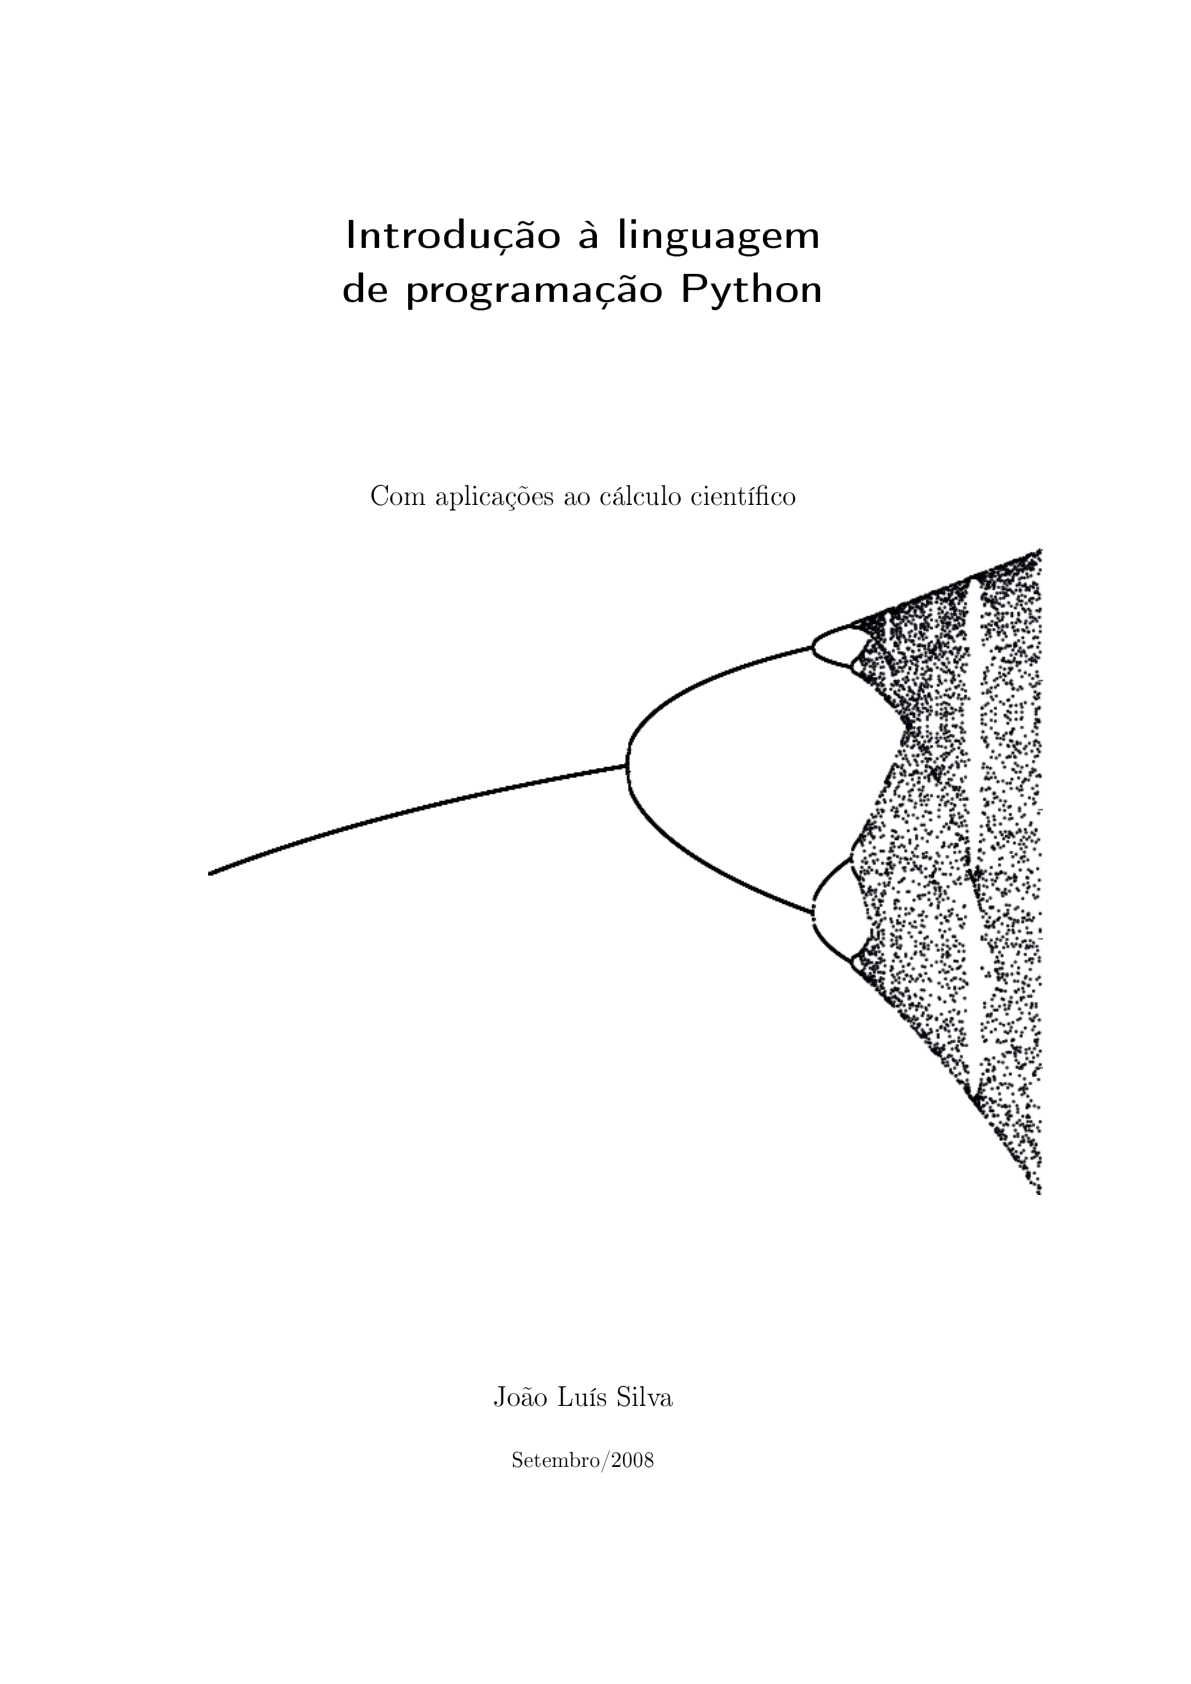 Introdução à linguagem
de programação Python
Com aplicações ao cálculo científico
João Luís Silva
Setembro/2008